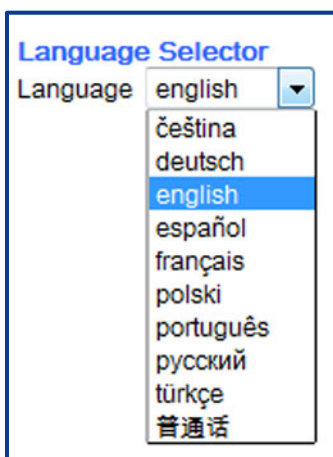 Language Selector
Language english
čeština
deutsch
english
español
français
polski
português
русский
türkçe
普通话